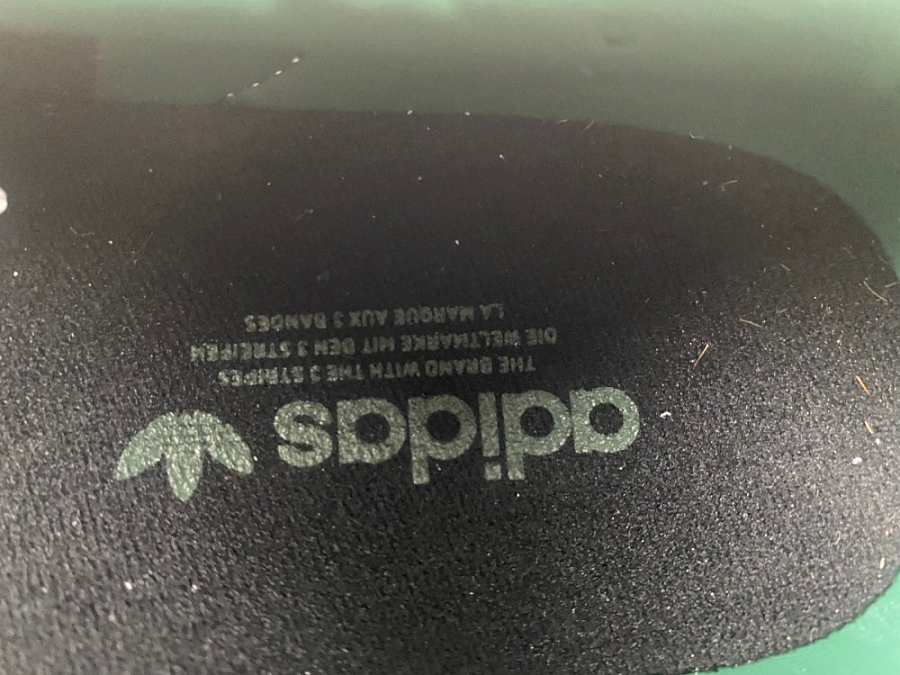 adidas
THE BRAND WITH THE 3 STRIPES
DIE WELTMARKE MIT DEN 3 STREIFEN
LA MARQUE AUX 3 BANDES